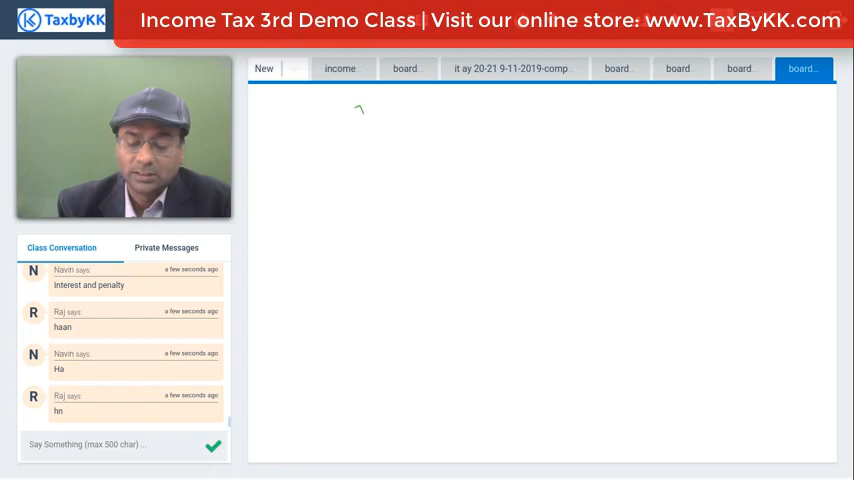 Income Tax 3rd Demo Class | Visit our online store: www.TaxByKK.com
TaxbyKK
New
income...
board...
it ay 20-21 9-11-2019-comp...
board...
board...
board...
board...
Class Conversation
Private Messages
N
Navin says:
a few seconds ago
Interest and penalty
R
Raj says:
a few seconds ago
haan
N
Navin says:
a few seconds ago
Ha
R
Raj says:
a few seconds ago
hn
Say Something (max 500 char) ...